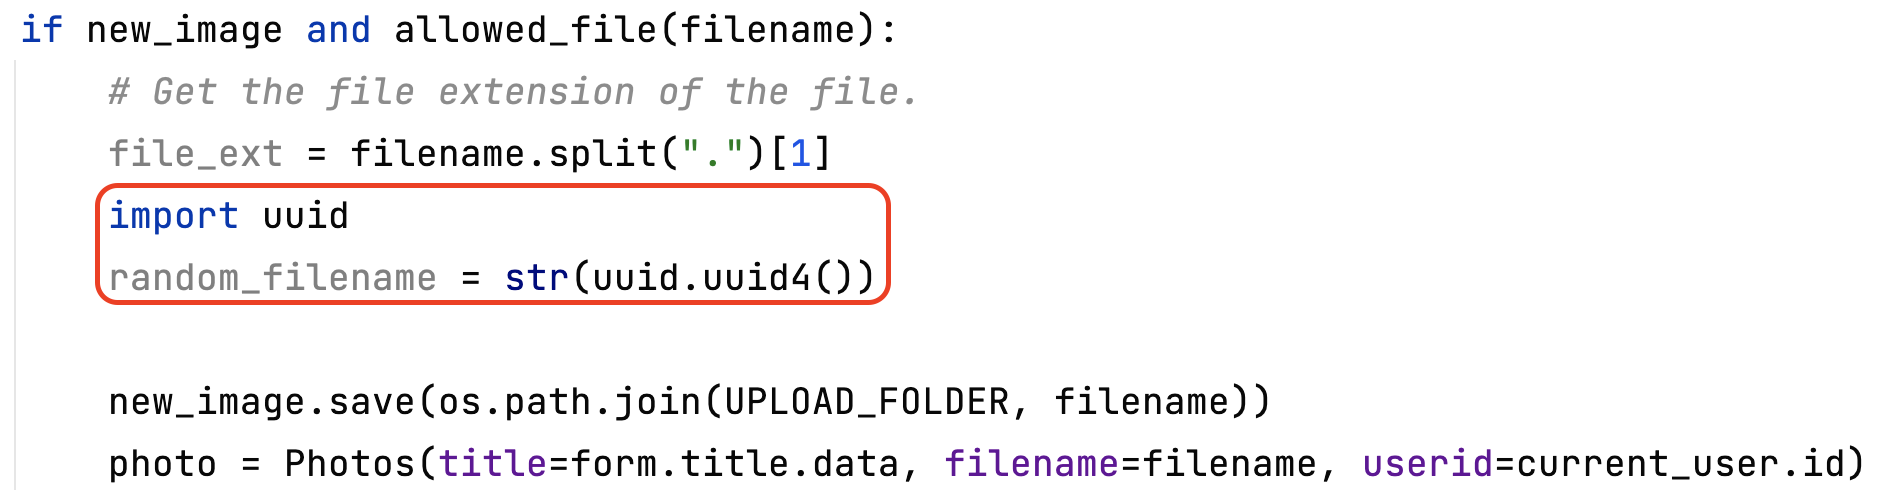 if new_image and allowed_file(filename):
    # Get the file extension of the file.
    file_ext = filename.split(".")[1]
    import uuid
    random_filename = str(uuid.uuid4())
    new_image.save(os.path.join(UPLOAD_FOLDER, filename))
    photo = Photos(title=form.title.data, filename=filename, userid=current_user.id)